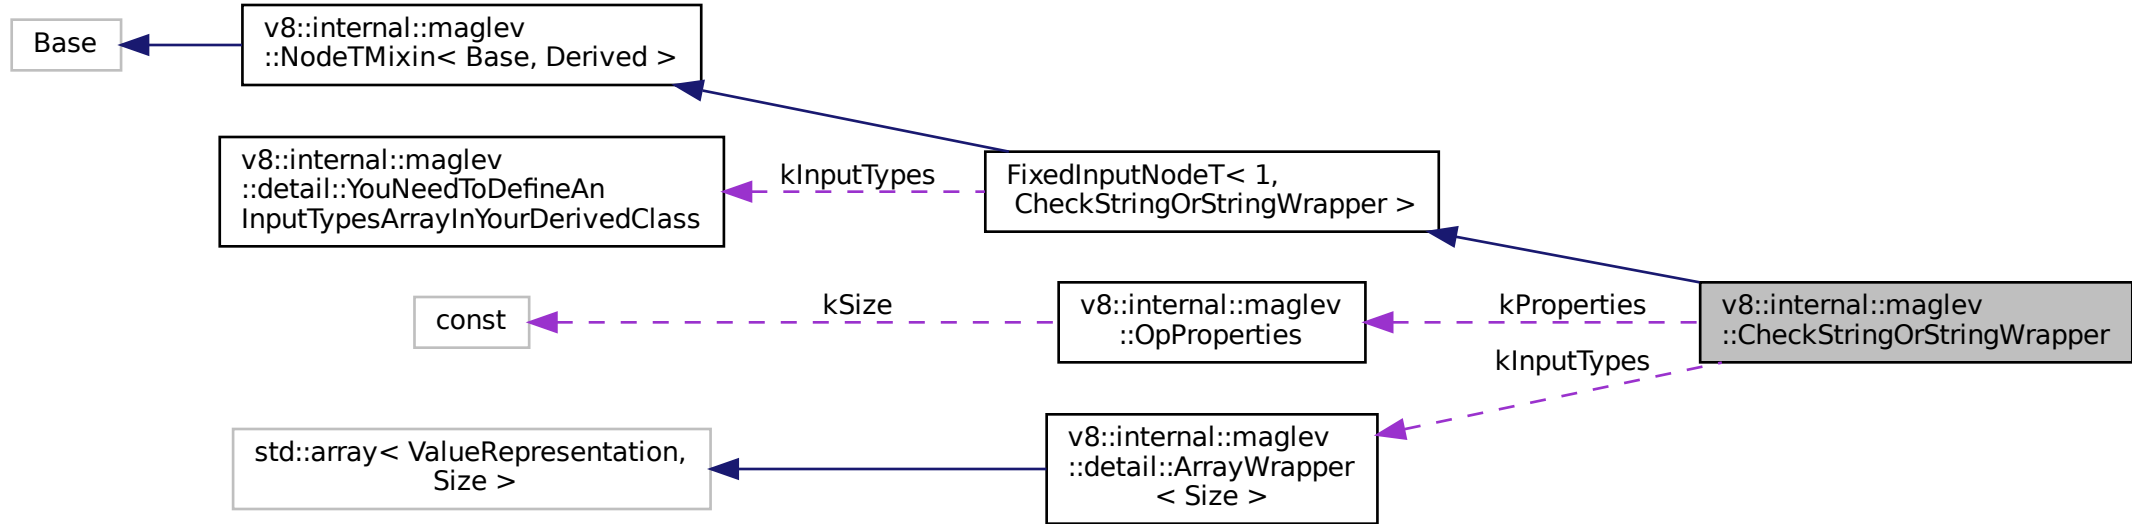 Base
v8::internal::maglev
::NodeTMixin< Base, Derived >
v8::internal::maglev
::detail::YouNeedToDefineAn
InputTypesArrayInYourDerivedClass
kInputTypes
FixedInputNodeT< 1,
CheckStringOrStringWrapper >
const
kSize
v8::internal::maglev
::OpProperties
kProperties
v8::internal::maglev
::CheckStringOrStringWrapper
kInputTypes
std::array< ValueRepresentation,
Size >
v8::internal::maglev
::detail::ArrayWrapper
< Size >